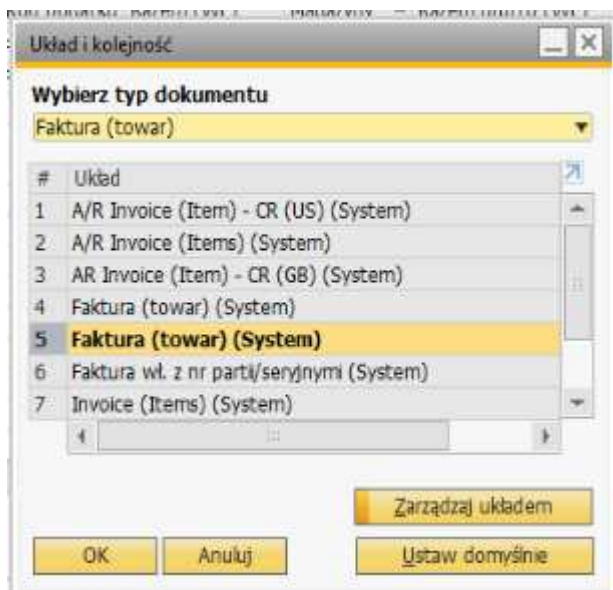 Układ i kolejność
Wybierz typ dokumentu
Faktura (towar)
# Układ
1 A/R Invoice (Item) - CR (US) (System)
2 A/R Invoice (Items) (System)
3 AR Invoice (Item) - CR (GB) (System)
4 Faktura (towar) (System)
5 Faktura (towar) (System)
6 Faktura wł. z nr partii/seryjnymi (System)
7 Invoice (Items) (System)
Zarządzaj układem
OK Anuluj Ustaw domyślnie